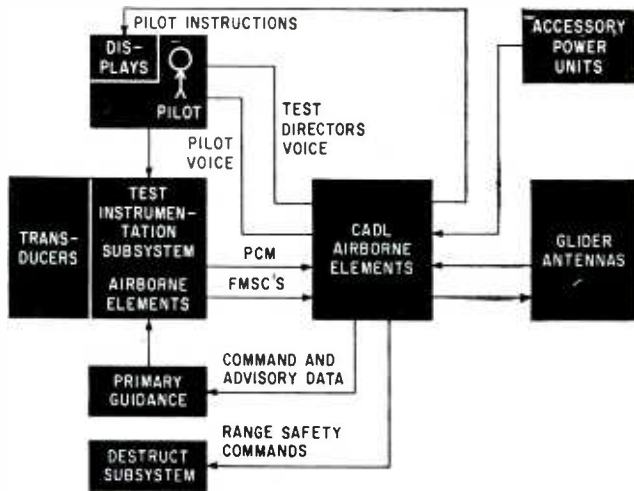 PILOT INSTRUCTIONS
DIS-
PLAYS
PILOT
ACCESSORY
POWER
UNITS
TEST
DIRECTORS
VOICE
PILOT
VOICE
TRANS-
DUCERS
TEST
INSTRUMEN-
TATION
SUBSYSTEM
AIRBORNE
ELEMENTS
PCM
FMSC'S
CADL
AIRBORNE
ELEMENTS
GLIDER
ANTENNAS
PRIMARY
GUIDANCE
COMMAND AND
ADVISORY DATA
DESTRUCT
SUBSYSTEM
RANGE SAFETY
COMMANDS